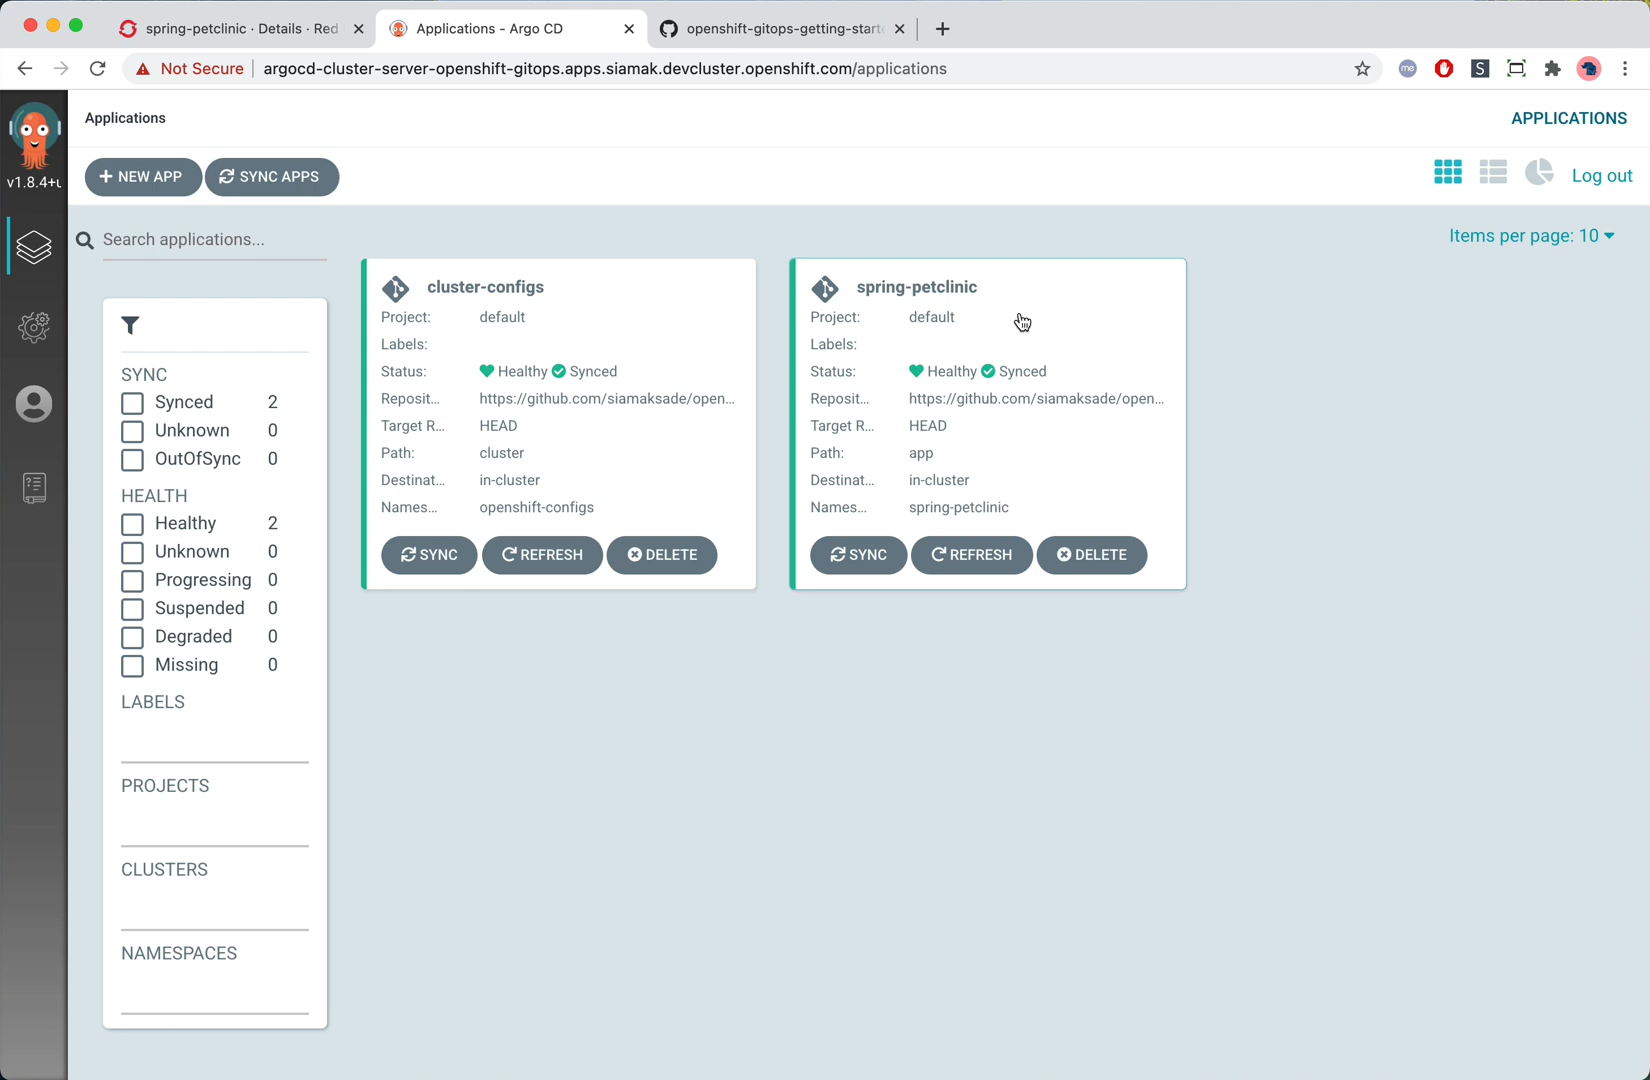 spring-petclinic · Details · Red
Applications - Argo CD
openshift-gitops-getting-start
Not Secure
argocd-cluster-server-openshift-gitops.apps.siamak.devcluster.openshift.com/applications
me
S
v1.8.4+u
Applications
APPLICATIONS
+ NEW APP
SYNC APPS
Log out
Search applications...
Items per page: 10
SYNC
Synced 2
Unknown 0
OutOfSync 0
HEALTH
Healthy 2
Unknown 0
Progressing 0
Suspended 0
Degraded 0
Missing 0
LABELS
PROJECTS
CLUSTERS
NAMESPACES
cluster-configs
Project: default
Labels:
Status: Healthy Synced
Reposit... https://github.com/siamaksade/open...
Target R... HEAD
Path: cluster
Destinat... in-cluster
Names... openshift-configs
SYNC REFRESH DELETE
spring-petclinic
Project: default
Labels:
Status: Healthy Synced
Reposit... https://github.com/siamaksade/open...
Target R... HEAD
Path: app
Destinat... in-cluster
Names... spring-petclinic
SYNC REFRESH DELETE